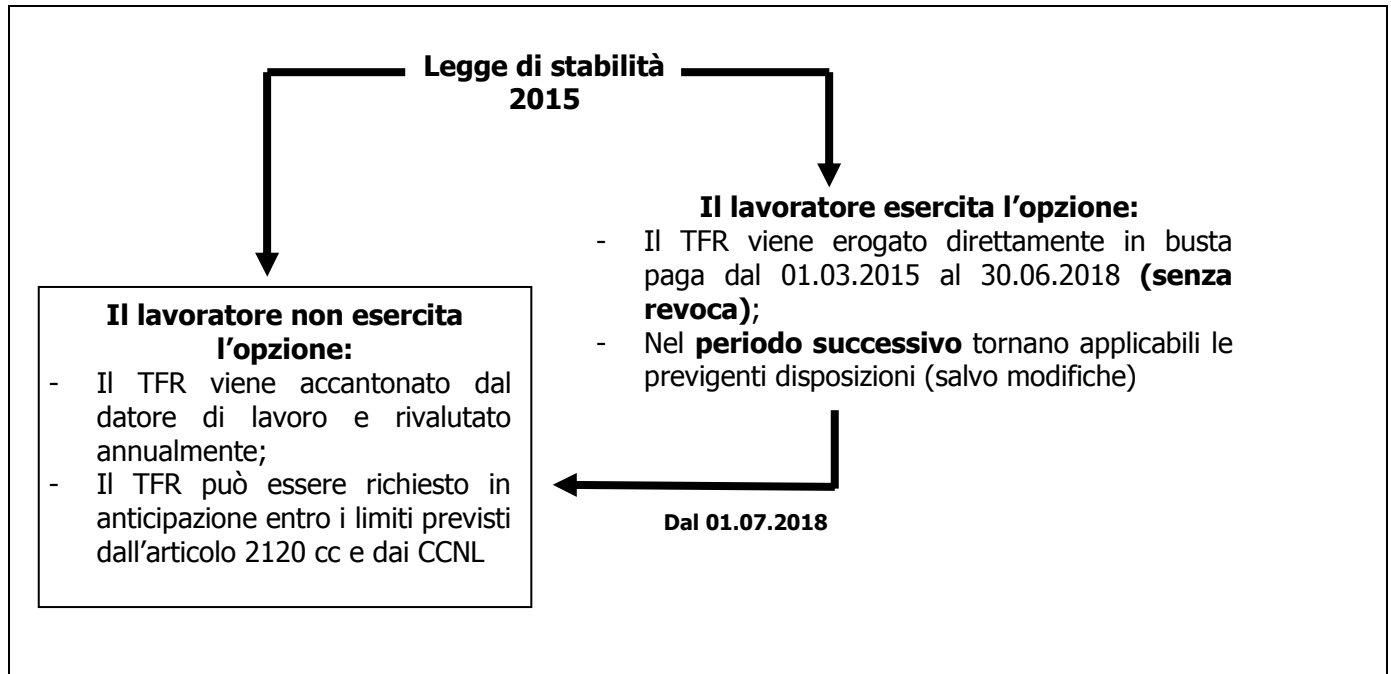 Legge di stabilità
2015
Il lavoratore non esercita
l’opzione:
- Il TFR viene accantonato dal
datore di lavoro e rivalutato
annualmente;
- Il TFR può essere richiesto in
anticipazione entro i limiti previsti
dall’articolo 2120 cc e dai CCNL
Il lavoratore esercita l’opzione:
- Il TFR viene erogato direttamente in busta
paga dal 01.03.2015 al 30.06.2018 (senza
revoca);
- Nel periodo successivo tornano applicabili le
previgenti disposizioni (salvo modifiche)
Dal 01.07.2018